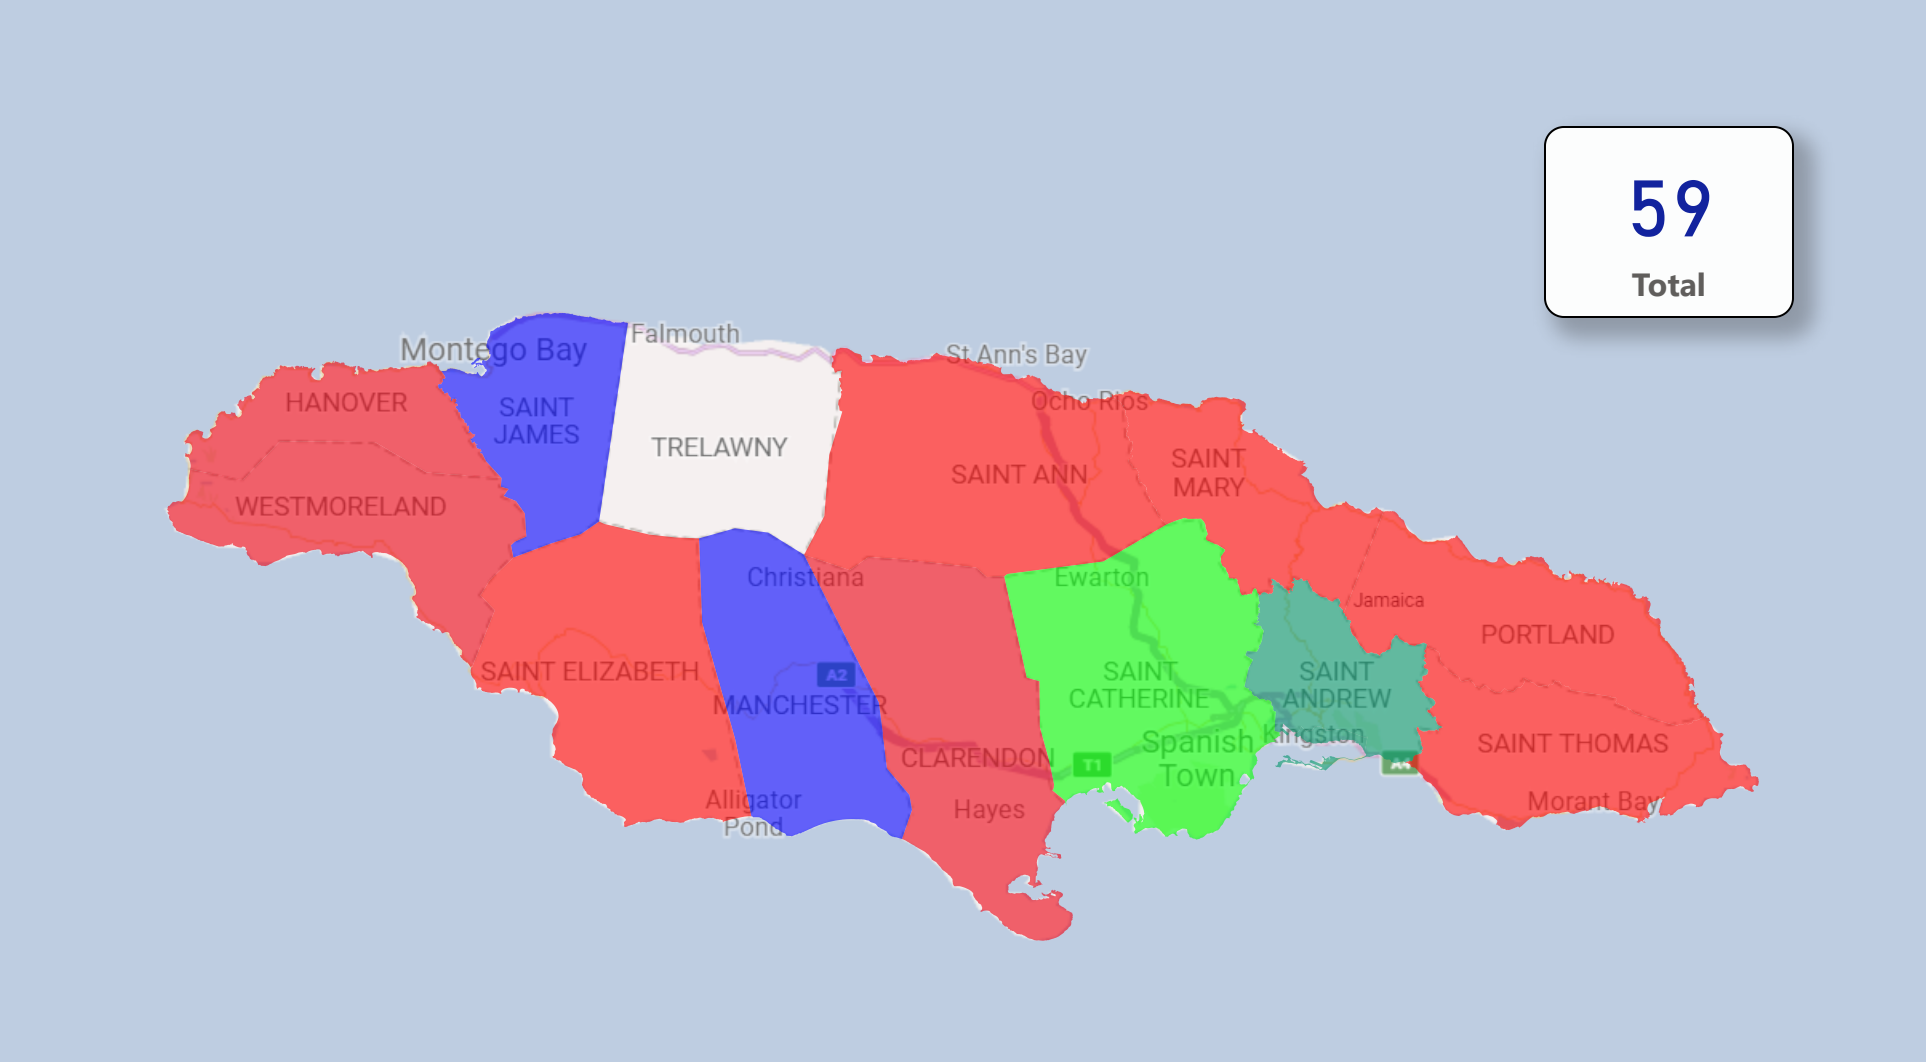 59
Total
Falmouth
Montego Bay
St Ann's Bay
HANOVER
Ocho Rios
SAINT
JAMES
TRELAWNY
SAINT ANN
SAINT
MARY
WESTMORELAND
Christiana
Ewarton
Jamaica
PORTLAND
SAINT ELIZABETH
A2
SAINT
CATHERINE
SAINT
ANDREW
MANCHESTER
Kingston
Spanish
Town
SAINT THOMAS
CLARENDON
T1
A4
Alligator
Pond
Hayes
Morant Bay